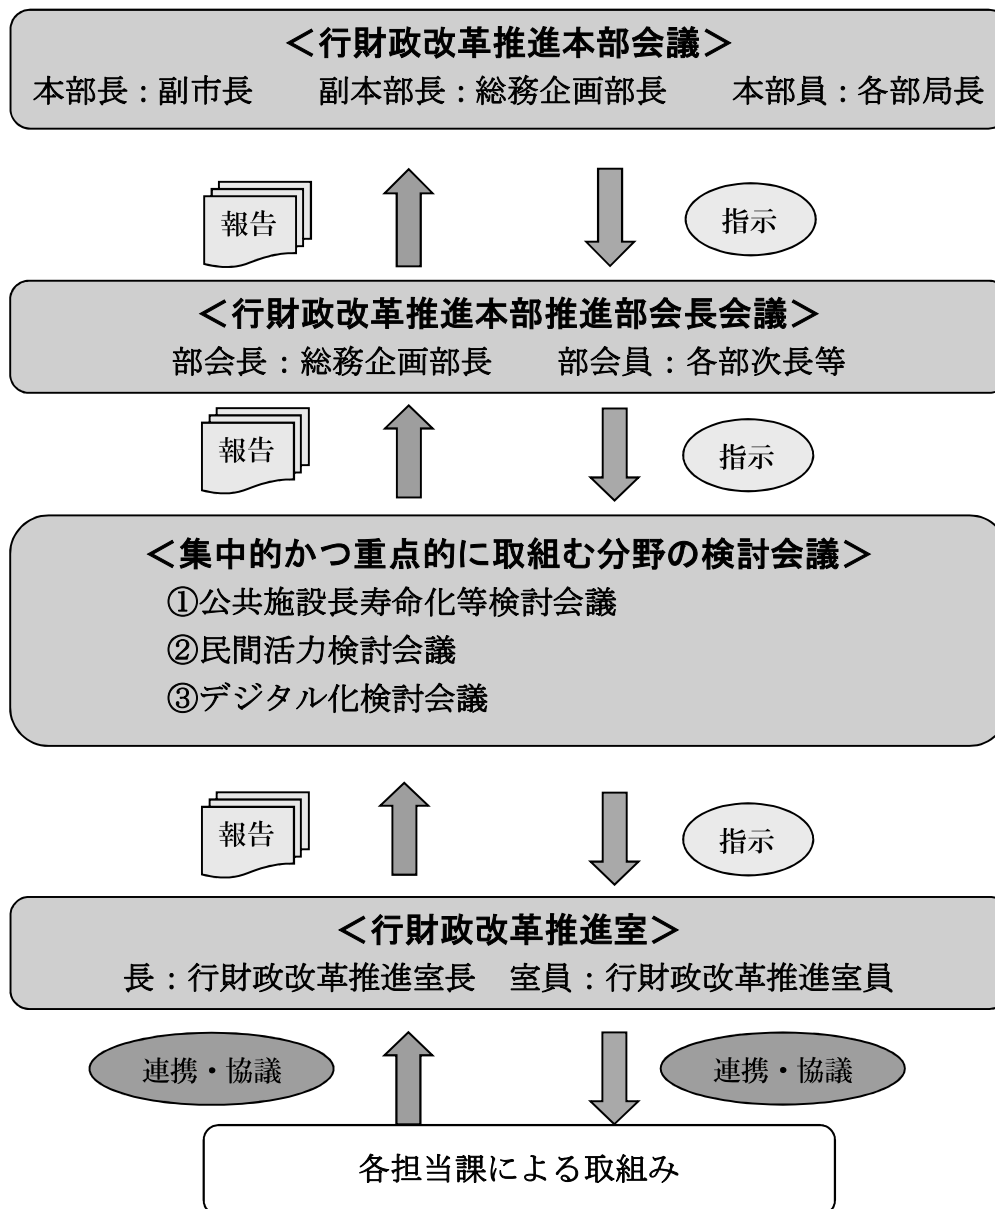 ＜行財政改革推進本部会議＞
本部長：副市長　　副本部長：総務企画部長　　本部員：各部局長
報告
指示
＜行財政改革推進本部推進部会長会議＞
部会長：総務企画部長　　部会員：各部次長等
報告
指示
＜集中的かつ重点的に取組む分野の検討会議＞
①公共施設長寿命化等検討会議
②民間活力検討会議
③デジタル化検討会議
報告
指示
＜行財政改革推進室＞
長：行財政改革推進室長　室員：行財政改革推進室員
連携・協議
連携・協議
各担当課による取組み